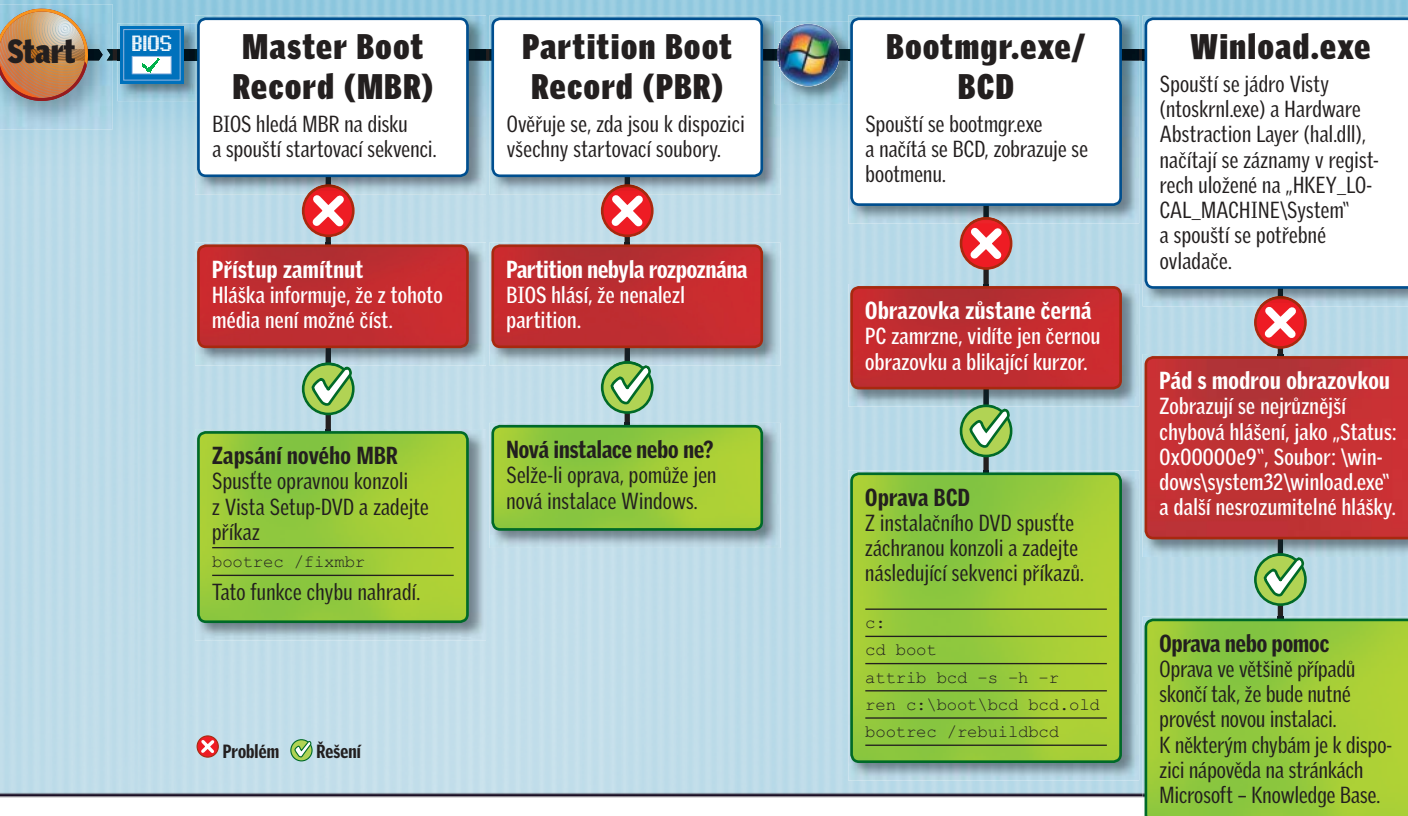 Start
BIOS
Master Boot
Record (MBR)
BIOS hledá MBR na disku
a spouští startovací sekvenci.
Přístup zamítnut
Hláška informuje, že z tohoto
média není možné číst.
Zapsání nového MBR
Spusťte opravnou konzoli
z Vista Setup-DVD a zadejte
příkaz
bootrec /fixmbr
Tato funkce chybu nahradí.
Partition Boot
Record (PBR)
Ověřuje se, zda jsou k dispozici
všechny startovací soubory.
Partition nebyla rozpoznána
BIOS hlásí, že nenalezl
partition.
Nová instalace nebo ne?
Selže-li oprava, pomůže jen
nová instalace Windows.
Bootmgr.exe/
BCD
Spouští se bootmgr.exe
a načítá se BCD, zobrazuje se
bootmenu.
Obrazovka zůstane černá
PC zamrzne, vidíte jen černou
obrazovku a blikající kurzor.
Oprava BCD
Z instalačního DVD spusťte
záchranou konzoli a zadejte
následující sekvenci příkazů.
c:
cd boot
attrib bcd –s –h –r
ren c:\boot\bcd bcd.old
bootrec /rebuildbcd
Winload.exe
Spouští se jádro Visty
(ntoskrnl.exe) a Hardware
Abstraction Layer (hal.dll),
načítají se záznamy v regist-
rech uložené na „HKEY_LO-
CAL_MACHINE\System“
a spouští se potřebné
ovladače.
Pád s modrou obrazovkou
Zobrazují se nejrůznější
chybová hlášení, jako „Status:
0x00000e9“, Soubor: \win-
dows\system32\winload.exe“
a další nesrozumitelné hlášky.
Oprava nebo pomoc
Oprava ve většině případů
skončí tak, že bude nutné
provést novou instalaci.
K některým chybám je k dispo-
zici nápověda na stránkách
Microsoft – Knowledge Base.
Problém Řešení